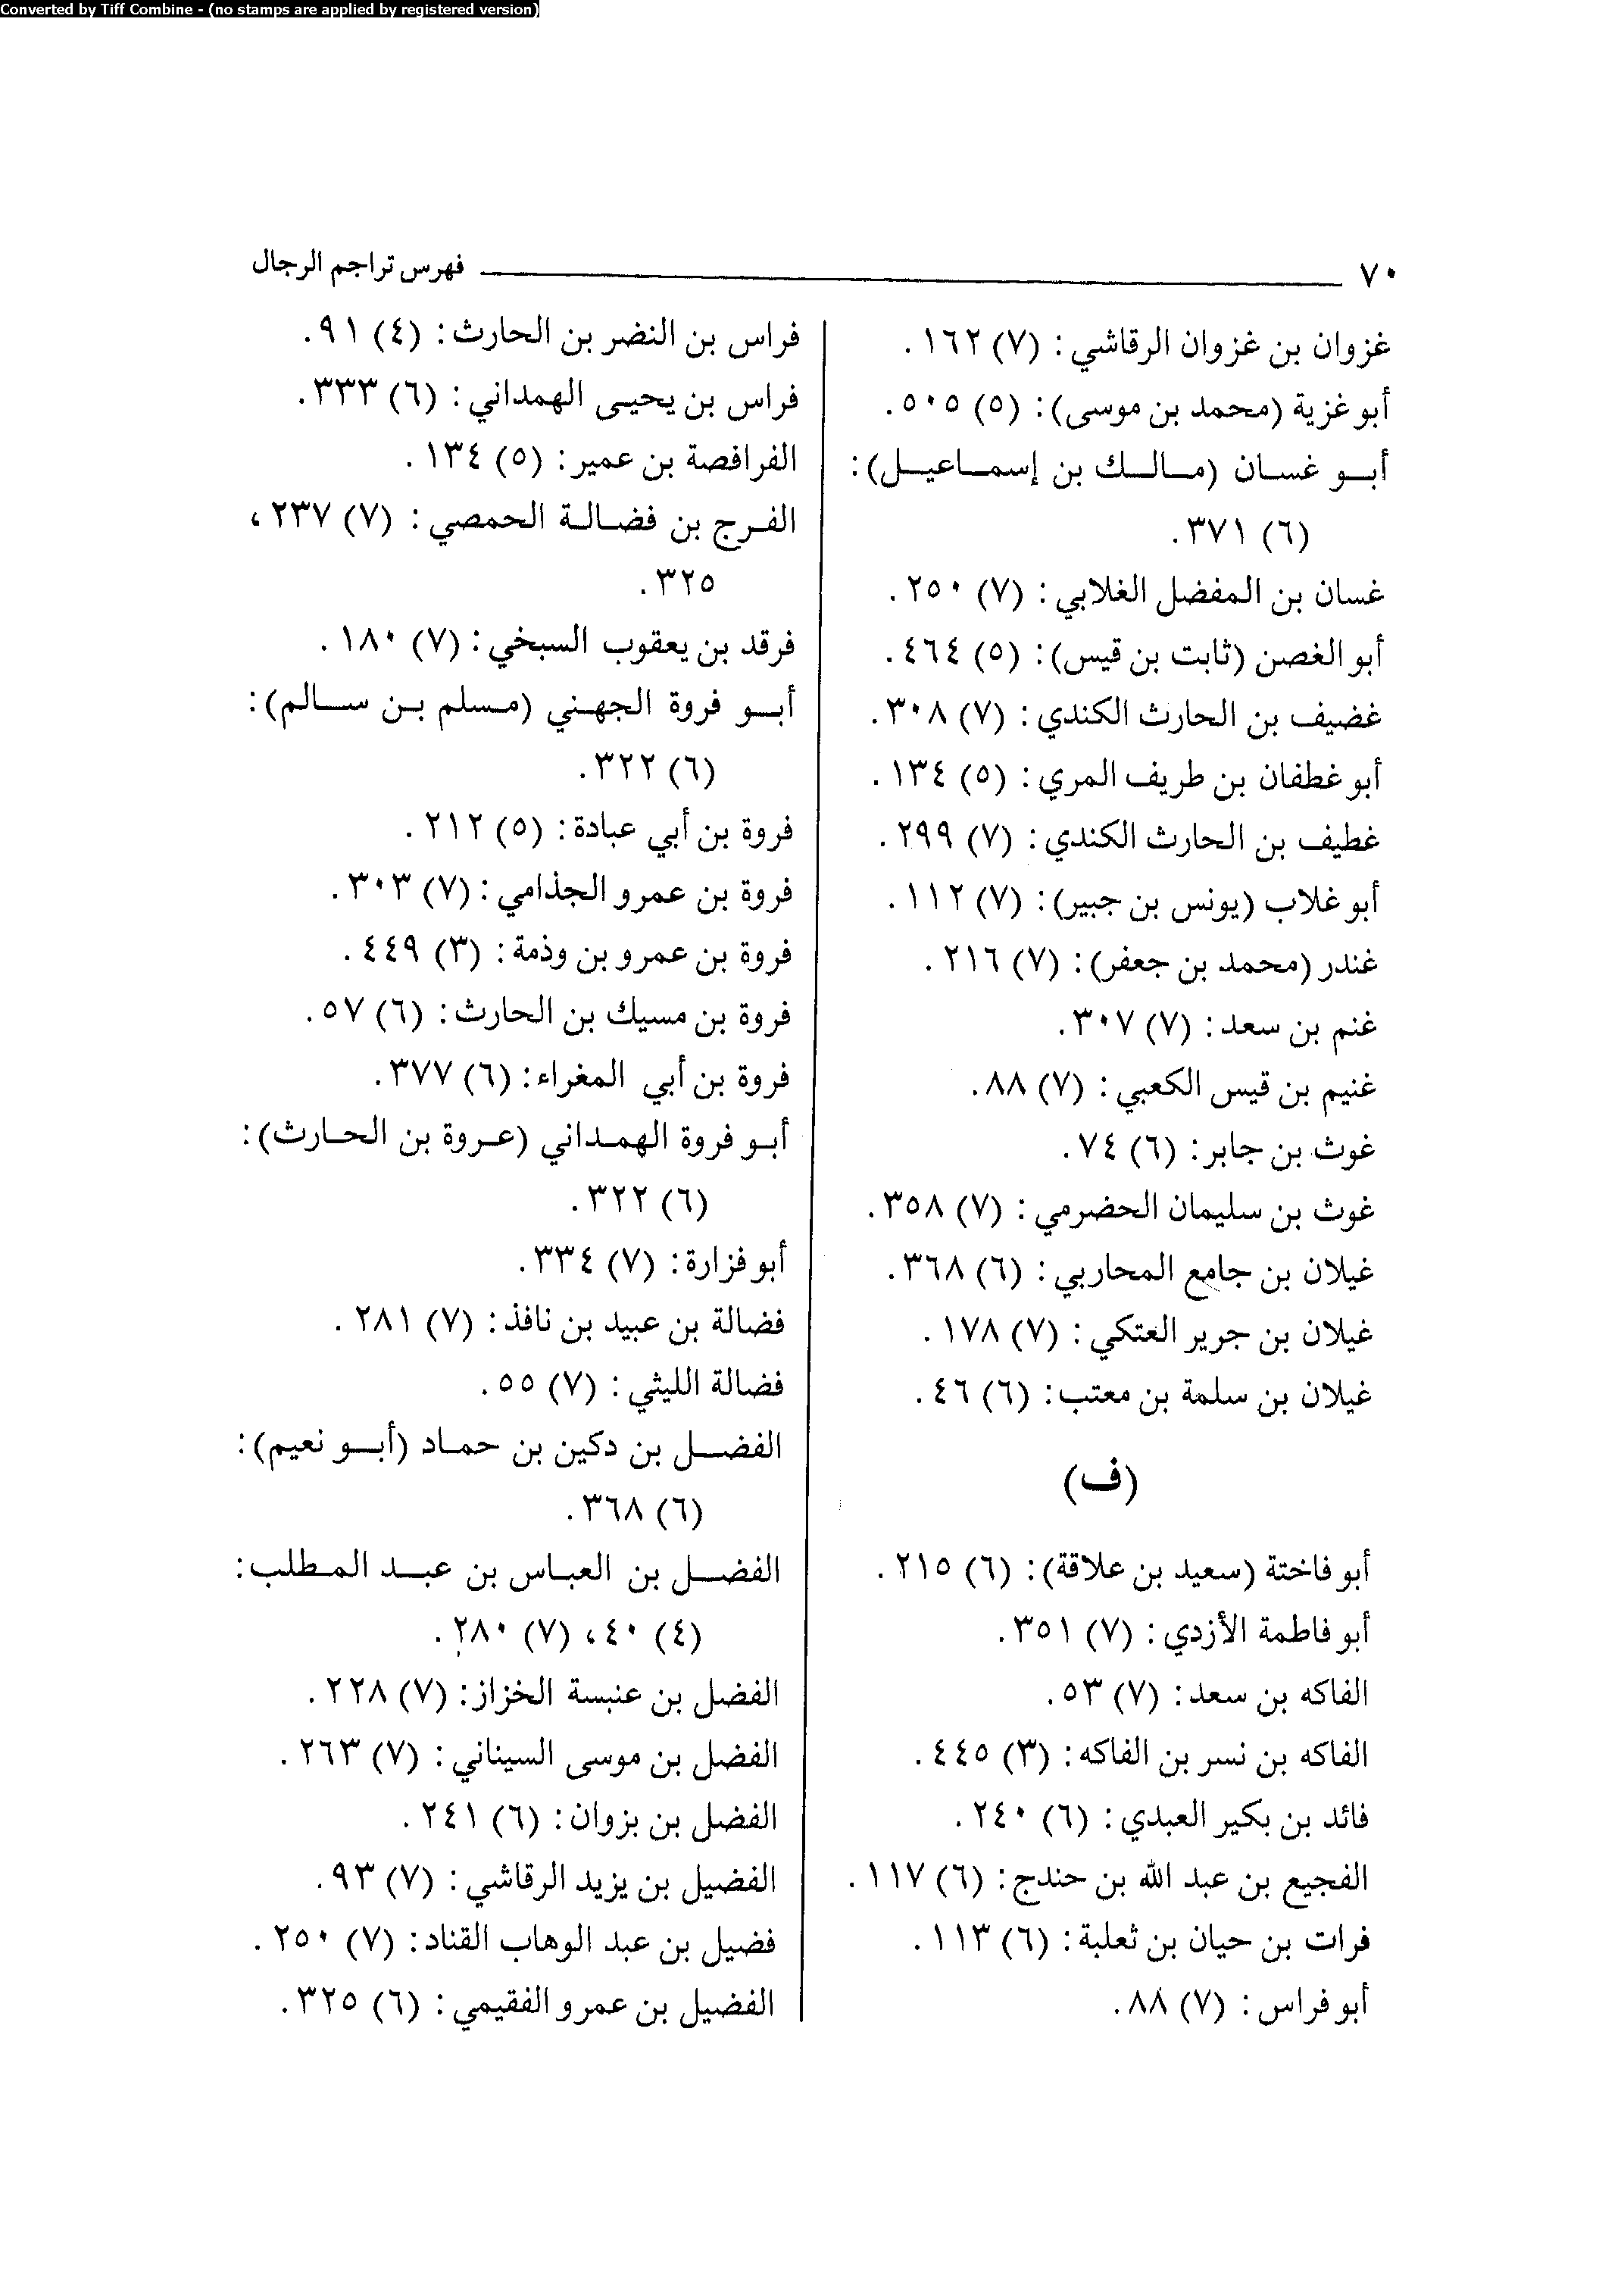 Converted by Tiff Combine - (no stamps are applied by registered version)
٧٠ فهرس تراجم الرجال
غزوان بن غزوان الرقاشي: (٧) ١٦٢.
أبو غزية (محمد بن موسى): (٥) ٥٠٥.
أبو غسان (مالك بن إسماعيل):
(٦) ٣٧١.
غسان بن المفضل الغلابي: (٧) ٢٥٠.
أبو الغصن (ثابت بن قيس): (٥) ٤٦٤.
غضيف بن الحارث الكندي: (٧) ٣٠٨.
أبو غطفان بن طريف المري: (٥) ١٣٤.
غطيف بن الحارث الكندي: (٧) ٢٩٩.
أبو غلاب (يونس بن جبير): (٧) ١١٢.
غندر (محمد بن جعفر): (٧) ٢١٦.
غنم بن سعد: (٧) ٣٠٧.
غنيم بن قيس الكعبي: (٧) ٨٨.
غوث بن جابر: (٦) ٧٤.
غوث بن سليمان الحضرمي: (٧) ٣٥٨.
غيلان بن جامع المحاربي: (٦) ٣٦٨.
غيلان بن جرير العتكي: (٧) ١٧٨.
غيلان بن سلمة بن معتب: (٦) ٤٦.
(ف)
أبو فاختة (سعيد بن علاقة): (٦) ٢١٥.
أبو فاطمة الأزدي: (٧) ٣٥١.
الفاكه بن سعد: (٧) ٥٣.
الفاكه بن نسر بن الفاكه: (٣) ٤٤٥.
فائد بن بكير العبدي: (٦) ٢٤٠.
الفجيع بن عبد الله بن حندج: (٦) ١١٧.
فرات بن حيان بن ثعلبة: (٦) ١١٣.
أبو فراس: (٧) ٨٨.
فراس بن النضر بن الحارث: (٤) ٩١.
فراس بن يحيى الهمداني: (٦) ٣٣٣.
الفرافصة بن عمير: (٥) ١٣٤.
الفرج بن فضالة الحمصي: (٧) ٢٣٧،
٣٢٥.
فرقد بن يعقوب السبخي: (٧) ١٨٠.
أبو فروة الجهني (مسلم بن سالم):
(٦) ٣٢٢.
فروة بن أبي عبادة: (٥) ٢١٢.
فروة بن عمرو الجذامي: (٧) ٣٠٣.
فروة بن عمرو بن وذمة: (٣) ٤٤٩.
فروة بن مسيك بن الحارث: (٦) ٥٧.
فروة بن أبي المغراء: (٦) ٣٧٧.
أبو فروة الهمداني (عروة بن الحارث):
(٦) ٣٢٢.
أبو فزارة: (٧) ٣٣٤.
فضالة بن عبيد بن نافذ: (٧) ٢٨١.
فضالة الليثي: (٧) ٥٥.
الفضل بن دكين بن حماد (أبو نعيم):
(٦) ٣٦٨.
الفضل بن العباس بن عبد المطلب:
(٤) ٤٠، (٧) ٢٨٠.
الفضل بن عنبسة الخزاز: (٧) ٢٢٨.
الفضل بن موسى السيناني: (٧) ٢٦٣.
الفضل بن بزوان: (٦) ٢٤١.
الفضيل بن يزيد الرقاشي: (٧) ٩٣.
فضيل بن عبد الوهاب القناد: (٧) ٢٥٠.
الفضيل بن عمرو الفقيمي: (٦) ٣٢٥.